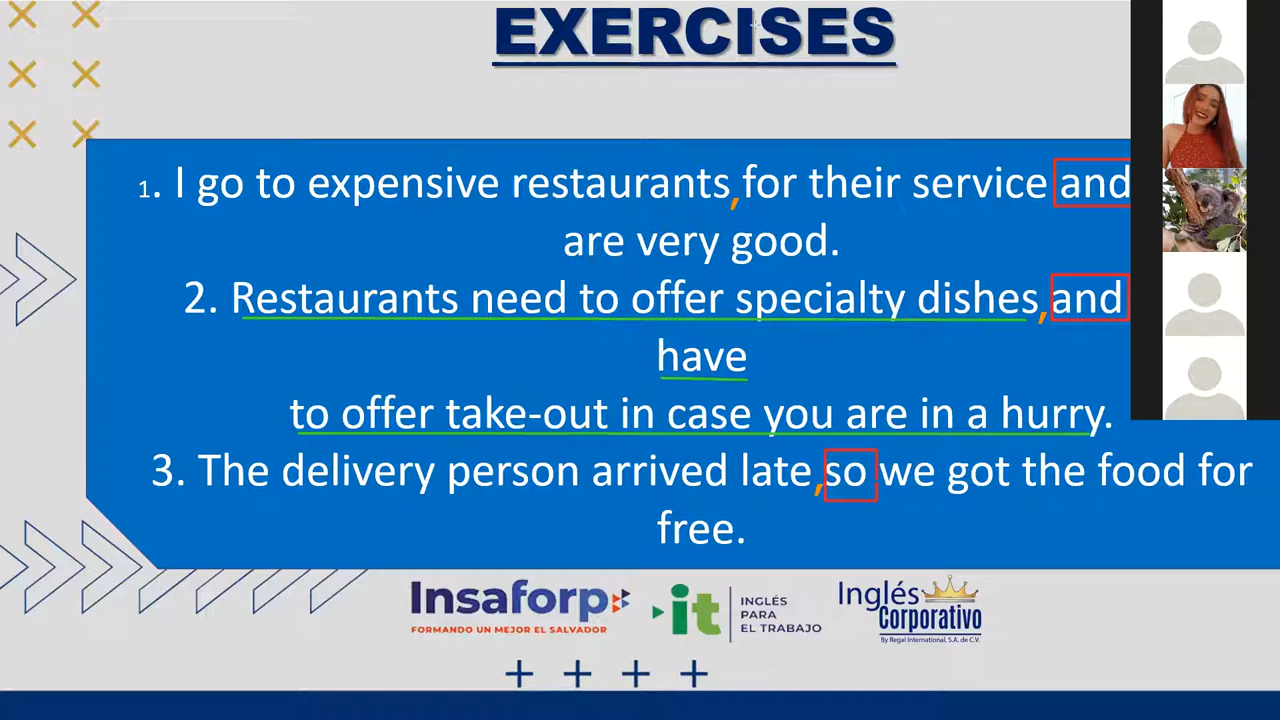 EXERCISES
1. I go to expensive restaurants, for their service and
are very good.
2. Restaurants need to offer specialty dishes, and
have
to offer take-out in case you are in a hurry.
3. The delivery person arrived late, so we got the food for
free.
Insaforp
FORMANDO UN MEJOR EL SALVADOR
it
INGLÉS
PARA
EL TRABAJO
Inglés
Corporativo
By Regal International, S.A. de C.V.